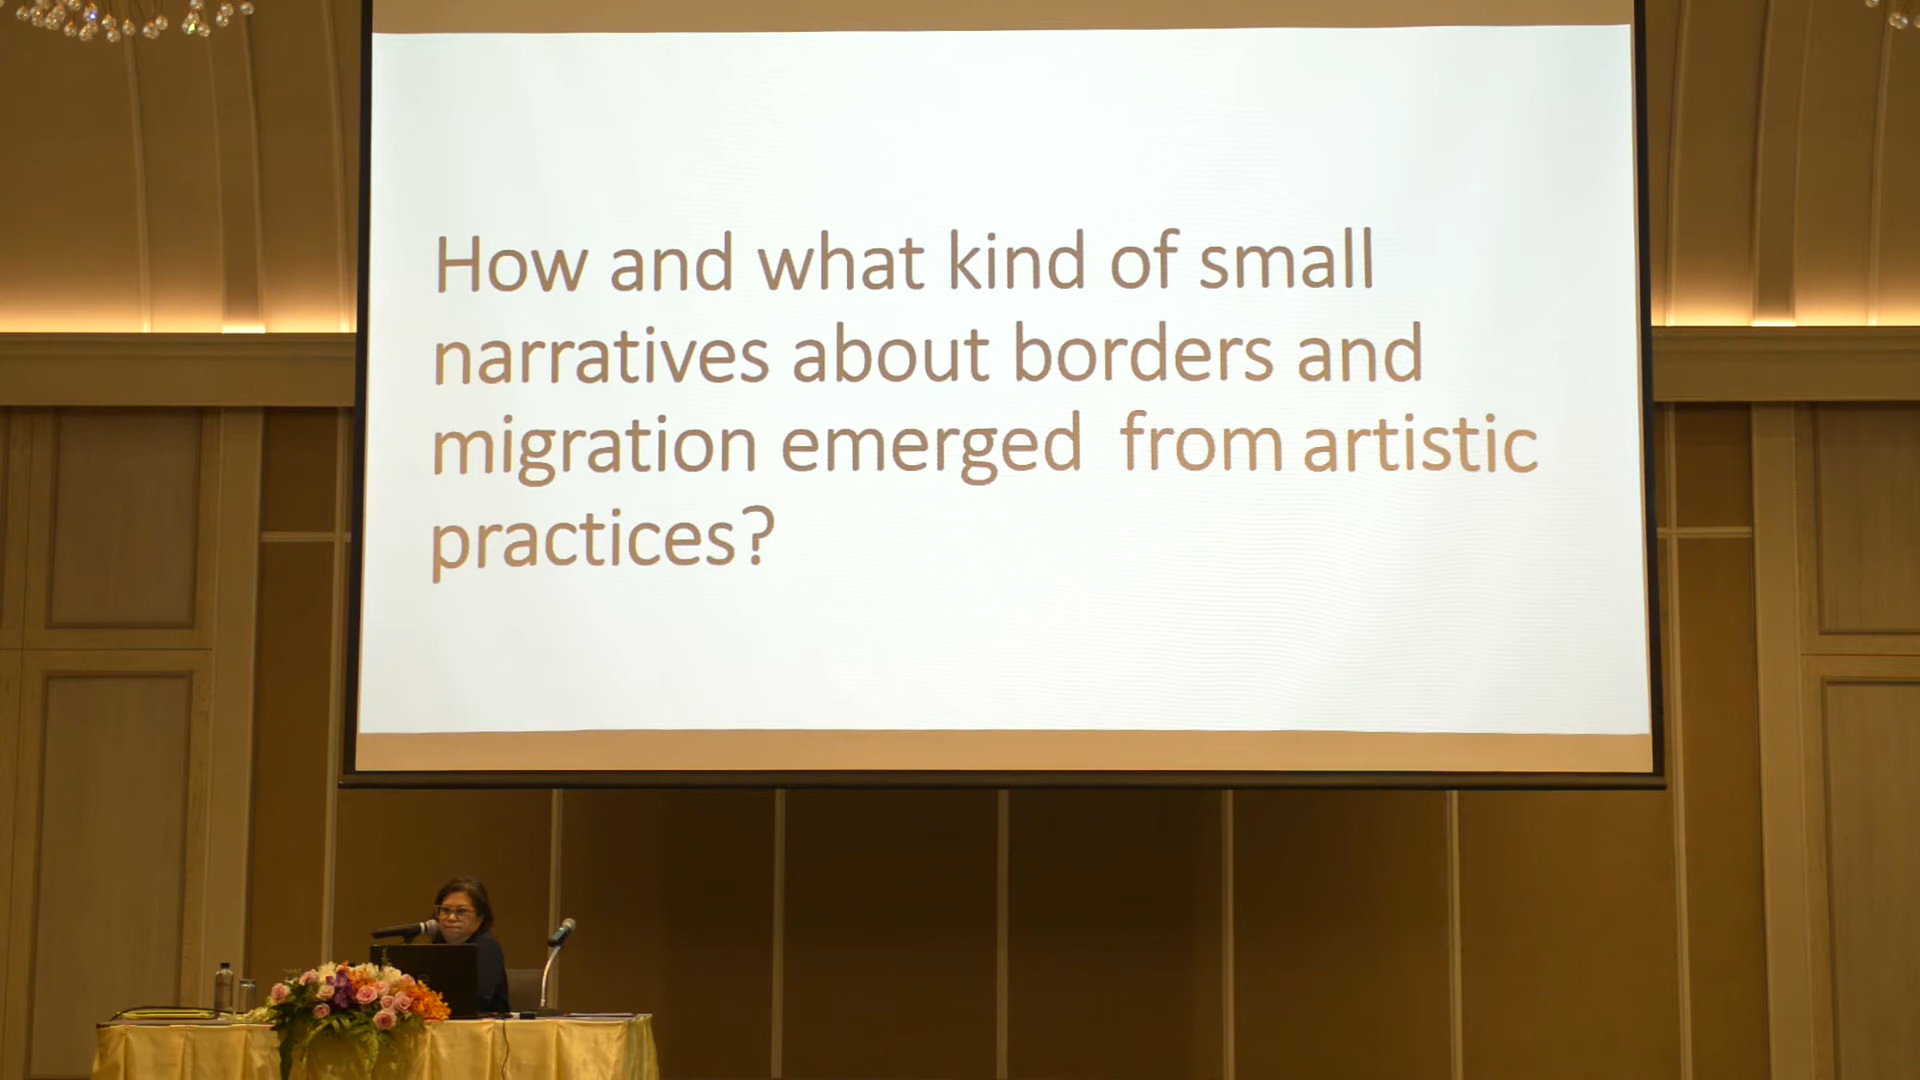 How and what kind of small
narratives about borders and
migration emerged from artistic
practices?